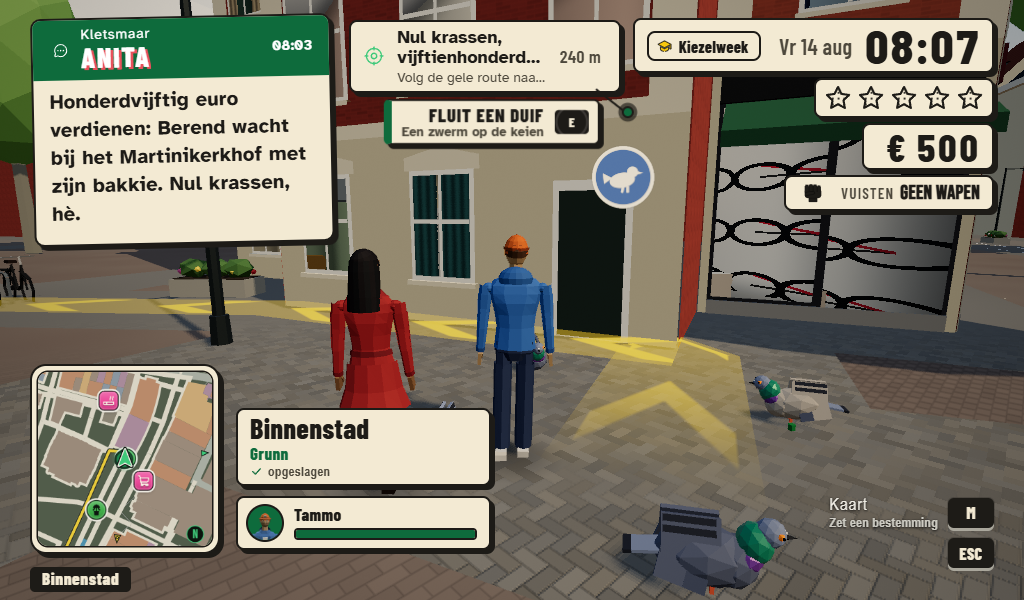 Kletsmaar
ANITA
08:03
Honderdvijftig euro
verdienen: Berend wacht
bij het Martinikerkhof met
zijn bakkie. Nul krassen,
hè.
Nul krassen,
vijftienhonderd...
240 m
Volg de gele route naa...
FLUIT EEN DUIF
Een zwerm op de keien
E
Kiezelweek
Vr 14 aug
08:07
€ 500
VUISTEN GEEN WAPEN
N
Binnenstad
Binnenstad
Grunn
opgeslagen
Tammo
Kaart
Zet een bestemming
M
ESC